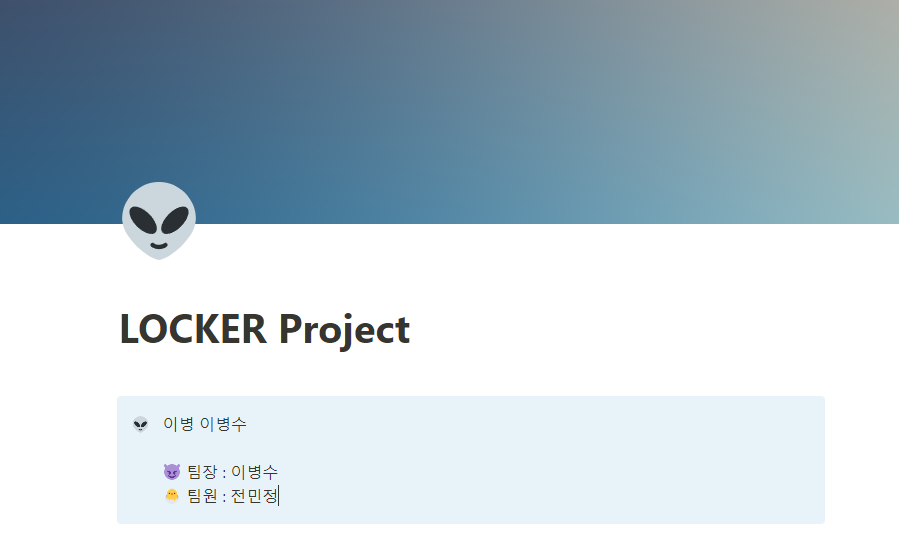 LOCKER Project
👽 이병 이병수
😈 팀장 : 이병수
🐥 팀원 : 전민정